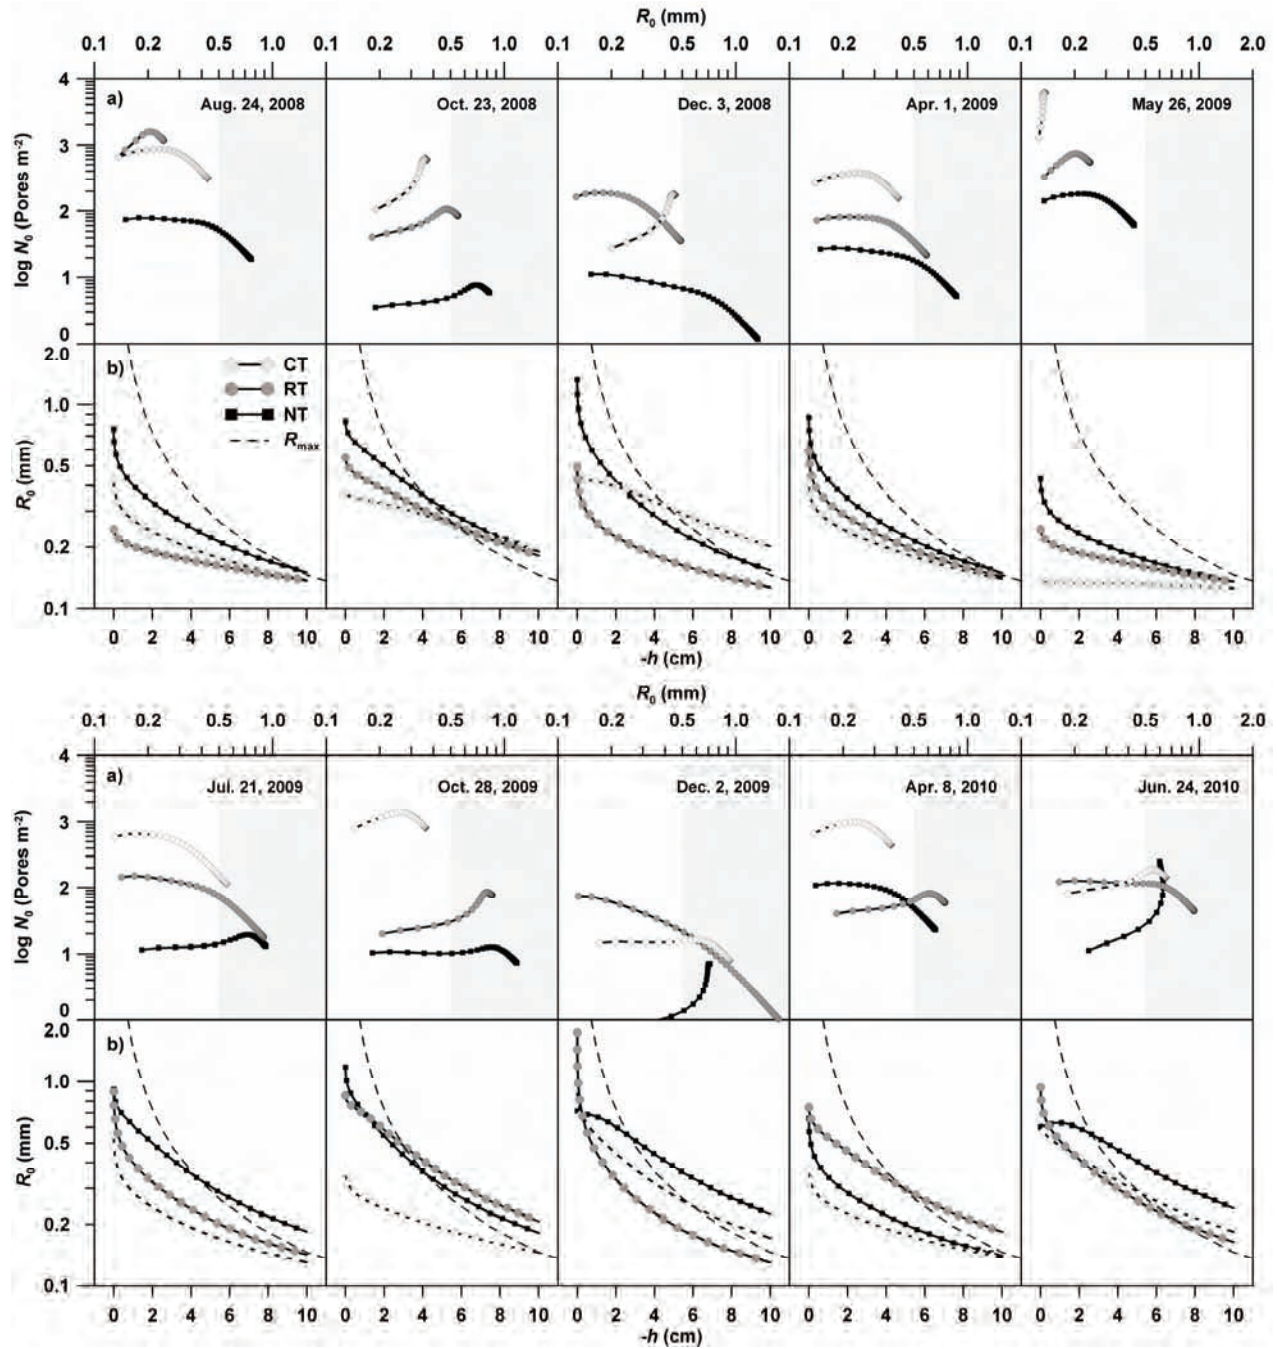 R₀ (mm)
0.1 0.2 0.5 1.0 0.1 0.2 0.5 1.0 0.1 0.2 0.5 1.0 0.1 0.2 0.5 1.0 0.1 0.2 0.5 1.0 2.0
a) Aug. 24, 2008 Oct. 23, 2008 Dec. 3, 2008 Apr. 1, 2009 May 26, 2009
log N₀ (Pores m⁻²)
4
3
2
1
0
b)
CT
RT
NT
Rmax
R₀ (mm)
2.0
1.0
0.5
0.2
0.1
0 2 4 6 8 10 0 2 4 6 8 10 0 2 4 6 8 10 0 2 4 6 8 10 0 2 4 6 8 10
-h (cm)
R₀ (mm)
0.1 0.2 0.5 1.0 0.1 0.2 0.5 1.0 0.1 0.2 0.5 1.0 0.1 0.2 0.5 1.0 0.1 0.2 0.5 1.0 2.0
a) Jul. 21, 2009 Oct. 28, 2009 Dec. 2, 2009 Apr. 8, 2010 Jun. 24, 2010
log N₀ (Pores m⁻²)
4
3
2
1
0
b)
R₀ (mm)
2.0
1.0
0.5
0.2
0.1
0 2 4 6 8 10 0 2 4 6 8 10 0 2 4 6 8 10 0 2 4 6 8 10 0 2 4 6 8 10
-h (cm)